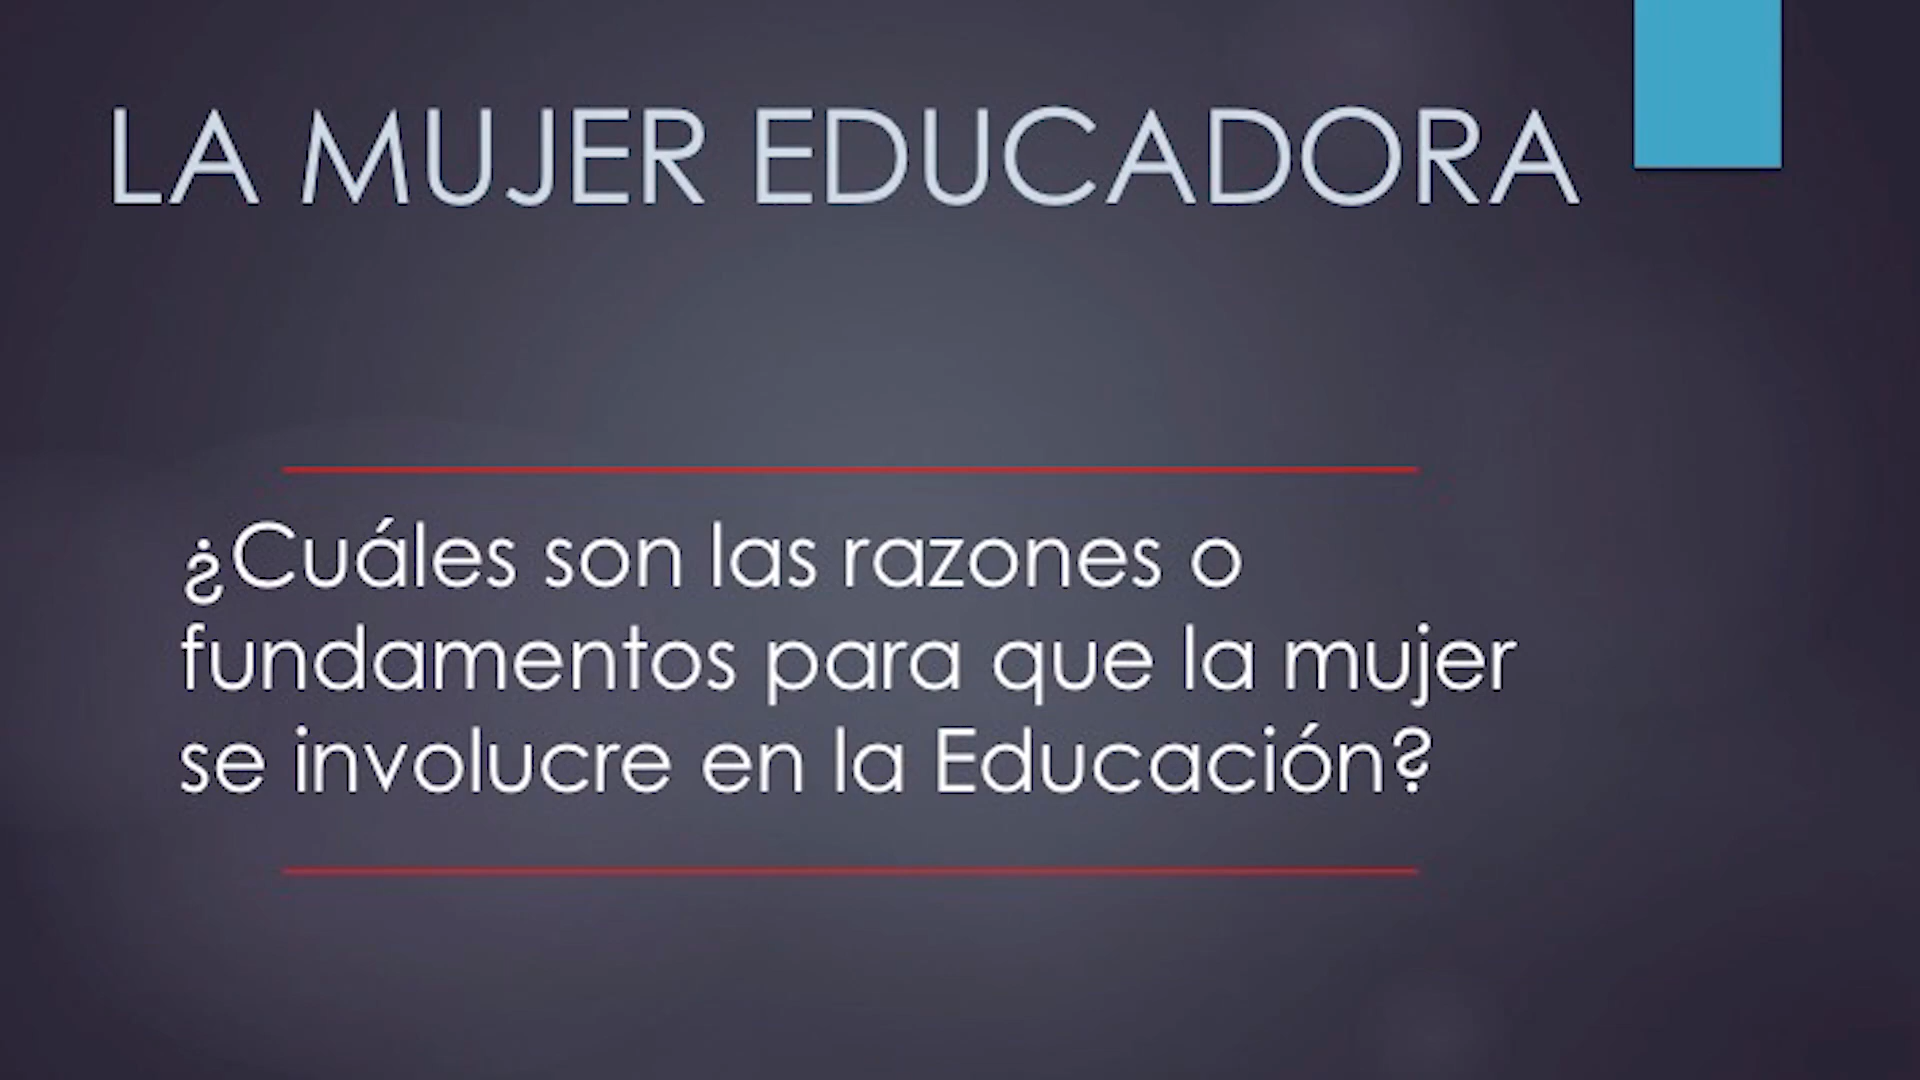 LA MUJER EDUCADORA
¿Cuáles son las razones o
fundamentos para que la mujer
se involucre en la Educación?